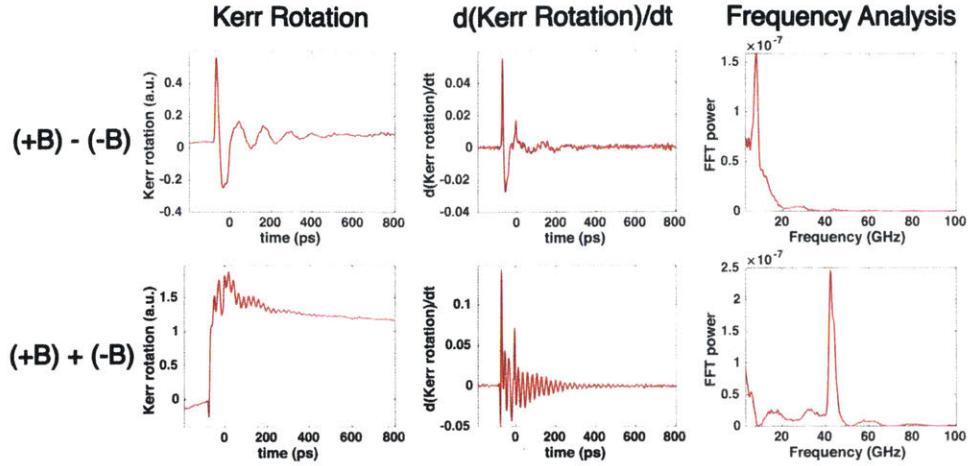 Kerr Rotation
d(Kerr Rotation)/dt
Frequency Analysis
(+B) - (-B)
Kerr rotation (a.u.)
0.4
0.2
0
-0.2
-0.4
0 200 400 600 800
time (ps)
d(Kerr rotation)/dt
0.04
0.02
0
-0.02
-0.04
0 200 400 600 800
time (ps)
×10⁻⁷
FFT power
1.5
1
0.5
0
20 40 60 80 100
Frequency (GHz)
(+B) + (-B)
Kerr rotation (a.u.)
1.5
1
0.5
0
0 200 400 600 800
time (ps)
d(Kerr rotation)/dt
0.1
0.05
0
-0.05
0 200 400 600 800
time (ps)
×10⁻⁷
FFT power
2.5
2
1.5
1
0.5
0
20 40 60 80 100
Frequency (GHz)